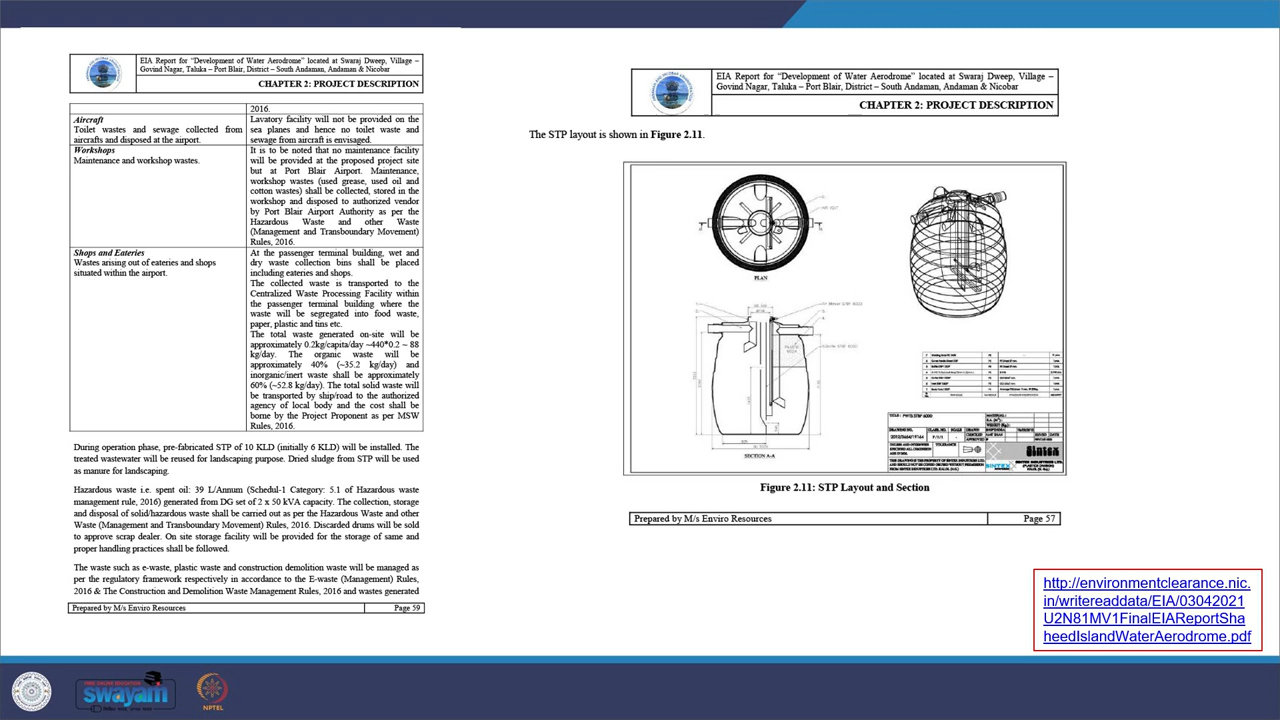 EIA Report for “Development of Water Aerodrome” located at Swaraj Dweep, Village –
Govind Nagar, Taluka – Port Blair, District – South Andaman, Andaman & Nicobar
CHAPTER 2: PROJECT DESCRIPTION
2016.
Aircraft
Toilet wastes and sewage collected from
aircrafts and disposed at the airport.
Lavatory facility will not be provided on the
sea planes and hence no toilet waste and
sewage from aircraft is envisaged.
Workshops
Maintenance and workshop wastes.
It is to be noted that no maintenance facility
will be provided at the proposed project site
but at Port Blair Airport. Maintenance,
workshop wastes (used grease, used oil and
cotton wastes) shall be collected, stored in the
workshop and disposed to authorized vendor
by Port Blair Airport Authority as per the
Hazardous Waste and other Waste
(Management and Transboundary Movement)
Rules, 2016.
Shops and Eateries
Wastes arising out of eateries and shops
situated within the airport.
At the passenger terminal building, wet and
dry waste collection bins shall be placed
including eateries and shops.
The collected waste is transported to the
Centralized Waste Processing Facility within
the passenger terminal building where the
waste will be segregated into food waste,
paper, plastic and tins etc.
The total waste generated on-site will be
approximately 0.2kg/capita/day ~440*0.2 ~ 88
kg/day. The organic waste will be
approximately 40% (~35.2 kg/day) and
inorganic/inert waste shall be approximately
60% (~52.8 kg/day). The total solid waste will
be transported by ship/road to the authorized
agency of local body and the cost shall be
borne by the Project Proponent as per MSW
Rules, 2016.
During operation phase, pre-fabricated STP of 10 KLD (initially 6 KLD) will be installed. The
treated wastewater will be reused for landscaping purpose. Dried sludge from STP will be used
as manure for landscaping.
Hazardous waste i.e. spent oil: 39 L/Annum (Schedul-1 Category: 5.1 of Hazardous waste
management rule, 2016) generated from DG set of 2 x 50 kVA capacity. The collection, storage
and disposal of solid/hazardous waste shall be carried out as per the Hazardous Waste and other
Waste (Management and Transboundary Movement) Rules, 2016. Discarded drums will be sold
to approve scrap dealer. On site storage facility will be provided for the storage of same and
proper handling practices shall be followed.
The waste such as e-waste, plastic waste and construction demolition waste will be managed as
per the regulatory framework respectively in accordance to the E-waste (Management) Rules,
2016 & The Construction and Demolition Waste Management Rules, 2016 and wastes generated
Prepared by M/s Enviro Resources
Page 59
EIA Report for “Development of Water Aerodrome” located at Swaraj Dweep, Village –
Govind Nagar, Taluka – Port Blair, District – South Andaman, Andaman & Nicobar
CHAPTER 2: PROJECT DESCRIPTION
The STP layout is shown in Figure 2.11.
PLAN
SECTION A-A
Sintex
Figure 2.11: STP Layout and Section
Prepared by M/s Enviro Resources
Page 57
http://environmentclearance.nic.
in/writereaddata/EIA/03042021
U2N81MV1FinalEIAReportSha
heedIslandWaterAerodrome.pdf
swayam
NPTEL